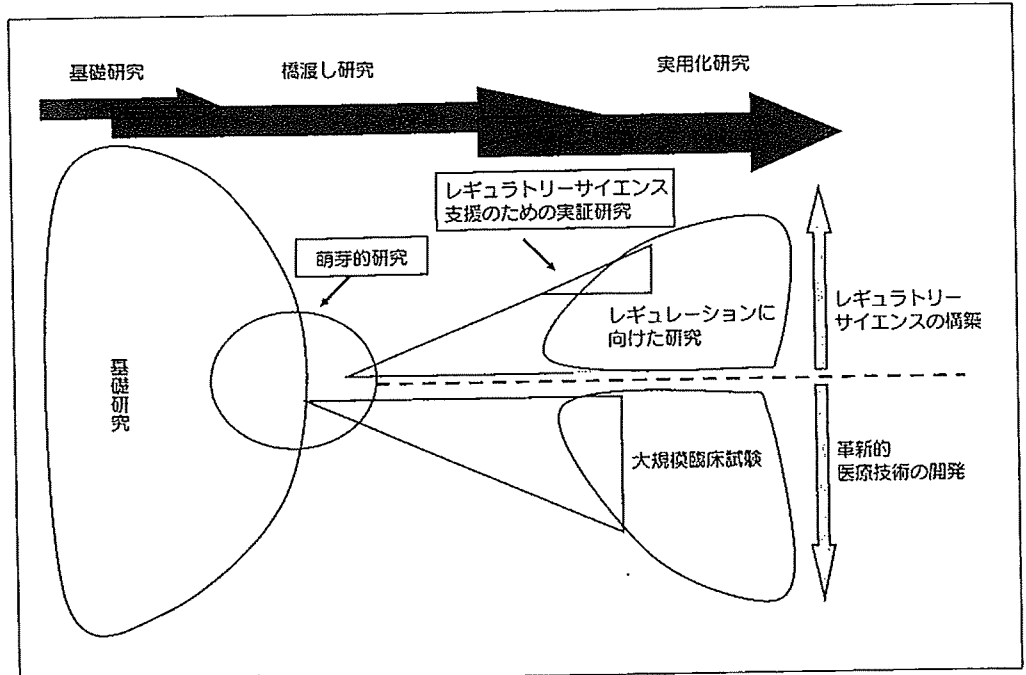 基礎研究
橋渡し研究
実用化研究
レギュラトリーサイエンス
支援のための実証研究
萌芽的研究
レギュレーションに
向けた研究
レギュラトリー
サイエンスの構築
基礎研究
大規模臨床試験
革新的
医療技術の開発